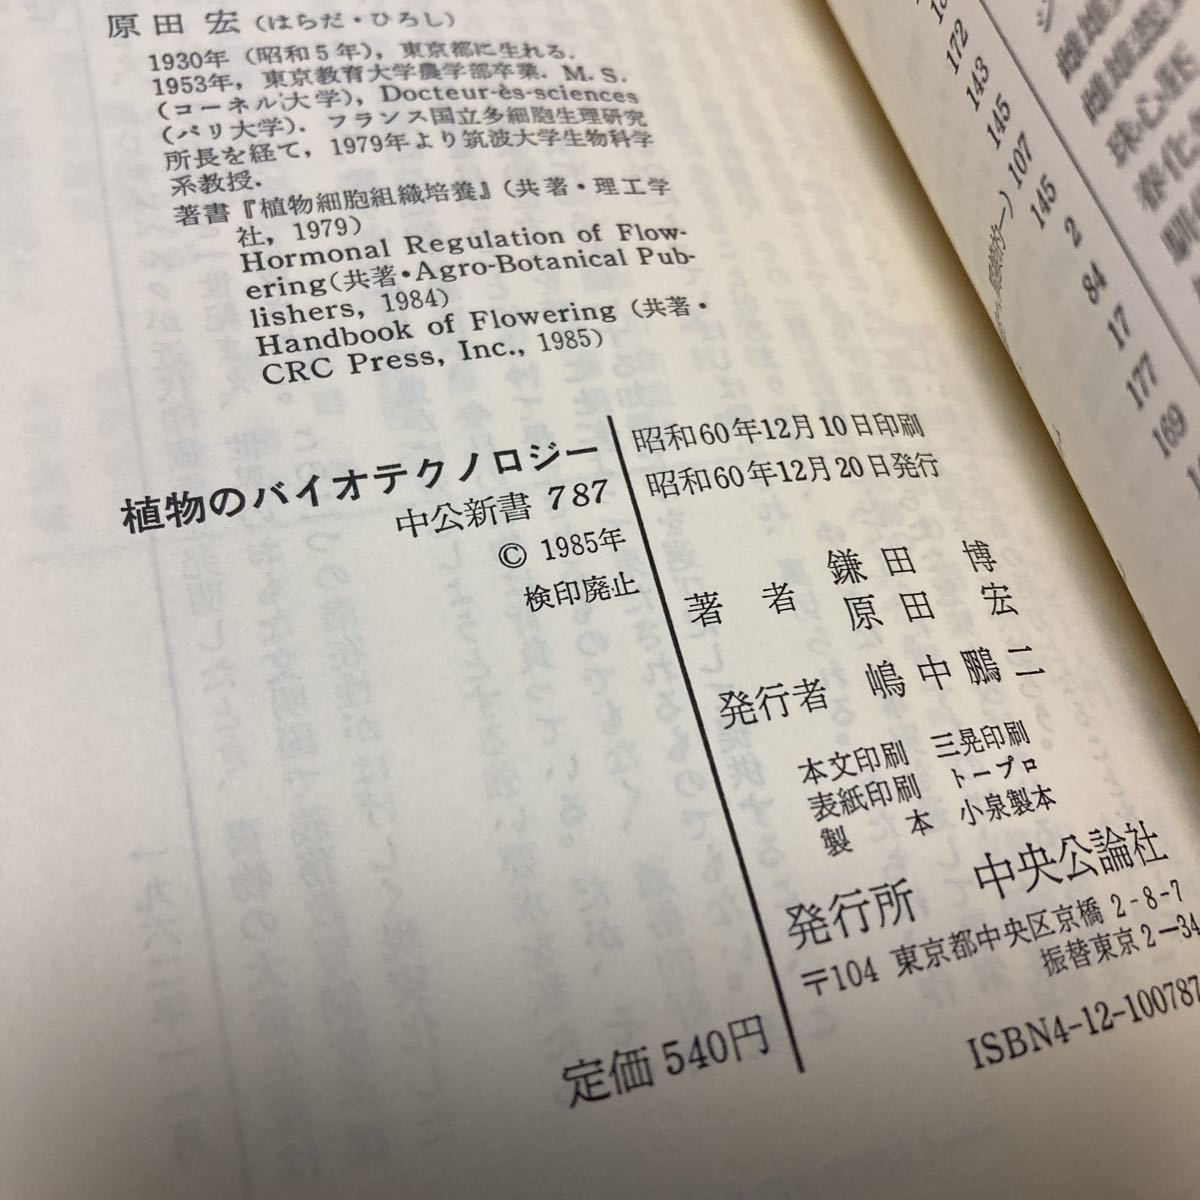 原田 宏(はらだ・ひろし)
1930年(昭和5年),東京都に生れる.
1953年,東京教育大学農学部卒業.M.S.
(コーネル大学),Docteur-ès-sciences
(パリ大学).フランス国立多細胞生理研究
所長を経て,1979年より筑波大学生物科学
系教授.
著書『植物細胞組織培養』(共著・理工学
社,1979)
Hormonal Regulation of Flow-
ering(共著・Agro-Botanical Pub-
lishers, 1984)
Handbook of Flowering (共著・
CRC Press, Inc., 1985)
植物のバイオテクノロジー
中公新書 787
© 1985年
検印廃止
昭和60年12月10日印刷
昭和60年12月20日発行
著者 鎌田 博
原田 宏
発行者 嶋中鵬二
本文印刷 三晃印刷
表紙印刷 トープロ
製本 小泉製本
発行所 中央公論社
〒104 東京都中央区京橋 2-8-7
振替東京2-34
定価 540円
ISBN4-12-100787
172
143
145
107
145
2
84
17
177
169